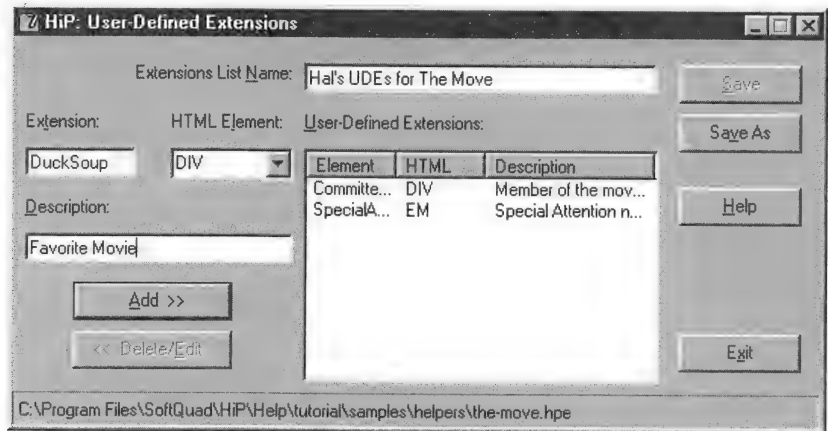 HiP: User-Defined Extensions
Extensions List Name: Hal's UDEs for The Move
Save
Extension: HTML Element: User-Defined Extensions:
Save As
DuckSoup DIV
Element HTML Description
Committe... DIV Member of the mov...
SpecialA... EM Special Attention n...
Description:
Help
Favorite Movie
Add >>
<< Delete/Edit
Exit
C:\Program Files\SoftQuad\HiP\Help\tutorial\samples\helpers\the-move.hpe